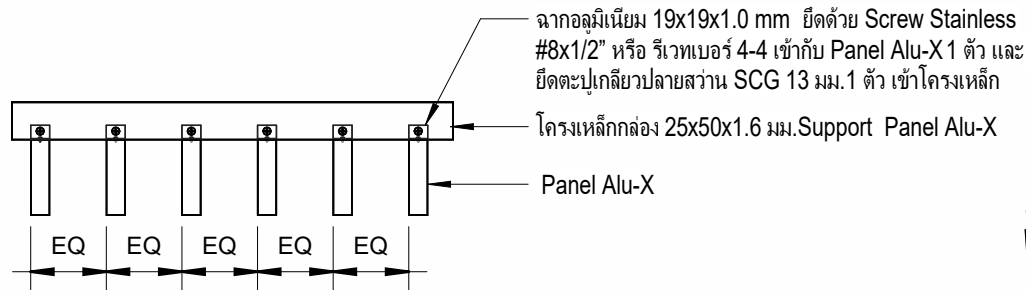 ฉากอลูมิเนียม 19x19x1.0 mm ยึดด้วย Screw Stainless
#8x1/2" หรือ รีเวทเบอร์ 4-4 เข้ากับ Panel Alu-X 1 ตัว และ
ยึดตะปูเกลียวปลายสว่าน SCG 13 มม.1 ตัว เข้าโครงเหล็ก
โครงเหล็กกล่อง 25x50x1.6 มม.Support Panel Alu-X
Panel Alu-X
EQ EQ EQ EQ EQ